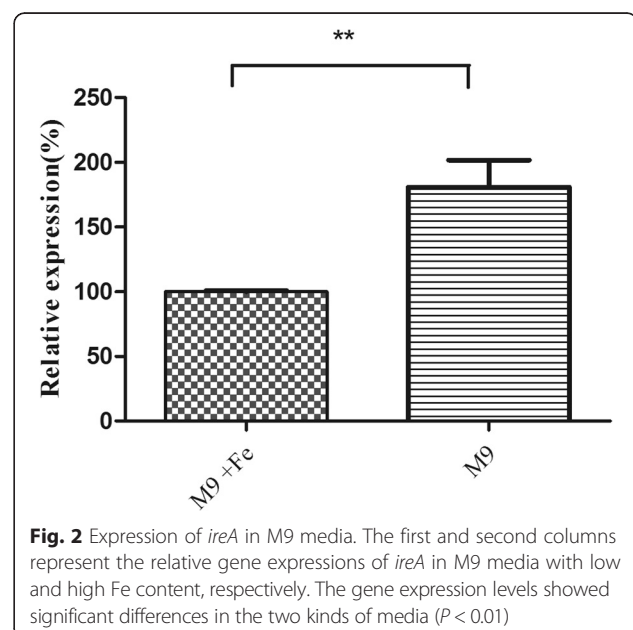 **
250
200
150
100
50
0
Relative expression(%)
M9 +Fe
M9
Fig. 2 Expression of ireA in M9 media. The first and second columns
represent the relative gene expressions of ireA in M9 media with low
and high Fe content, respectively. The gene expression levels showed
significant differences in the two kinds of media (P < 0.01)